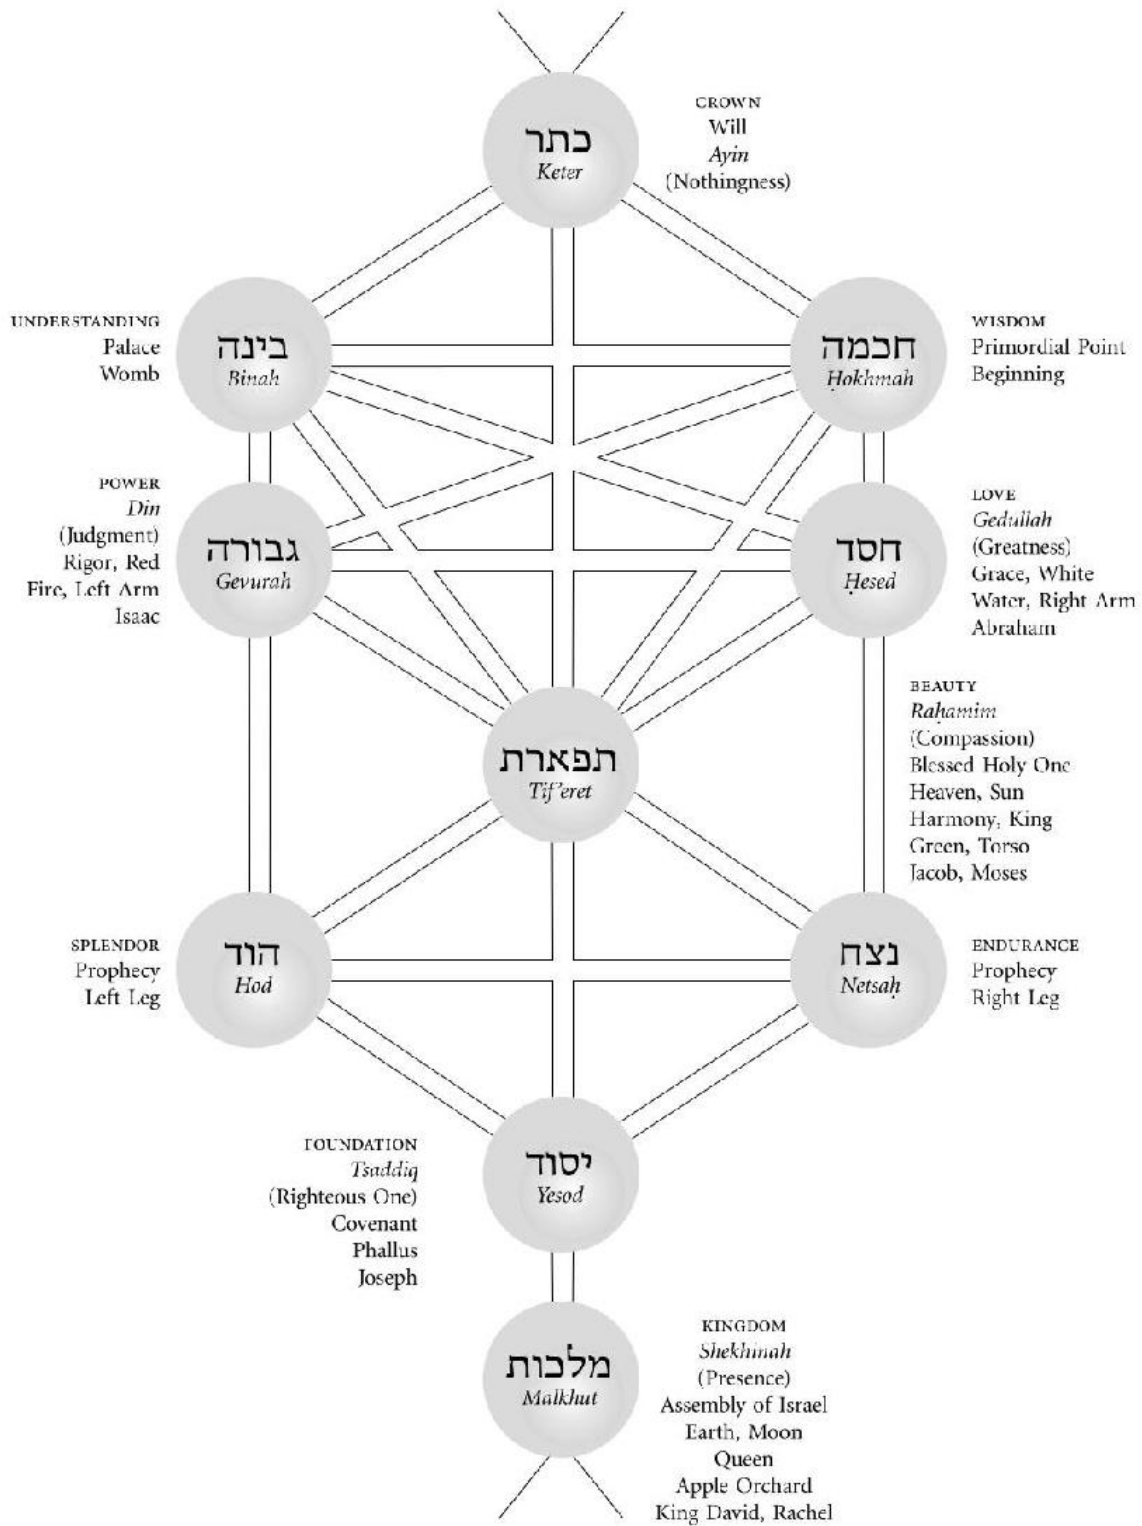 כתר
Keter
CROWN
Will
Ayin
(Nothingness)
UNDERSTANDING
Palace
Womb
בינה
Binah
חכמה
Ḥokhmah
WISDOM
Primordial Point
Beginning
POWER
Din
(Judgment)
Rigor, Red
Fire, Left Arm
Isaac
גבורה
Gevurah
חסד
Ḥesed
LOVE
Gedullah
(Greatness)
Grace, White
Water, Right Arm
Abraham
תפארת
Tif'eret
BEAUTY
Raḥamim
(Compassion)
Blessed Holy One
Heaven, Sun
Harmony, King
Green, Torso
Jacob, Moses
SPLENDOR
Prophecy
Left Leg
הוד
Hod
נצח
Netsaḥ
ENDURANCE
Prophecy
Right Leg
FOUNDATION
Tsaddiq
(Righteous One)
Covenant
Phallus
Joseph
יסוד
Yesod
מלכות
Malkhut
KINGDOM
Shekhinah
(Presence)
Assembly of Israel
Earth, Moon
Queen
Apple Orchard
King David, Rachel